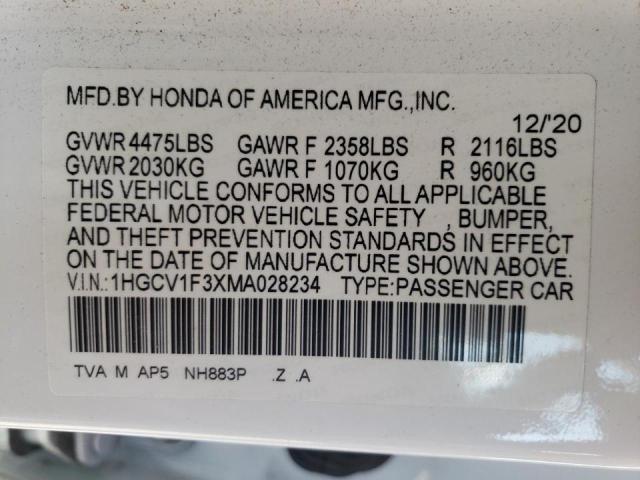 MFD.BY HONDA OF AMERICA MFG.,INC.
12/'20
GVWR 4475LBS GAWR F 2358LBS R 2116LBS
GVWR 2030KG GAWR F 1070KG R 960KG
THIS VEHICLE CONFORMS TO ALL APPLICABLE
FEDERAL MOTOR VEHICLE SAFETY , BUMPER,
AND THEFT PREVENTION STANDARDS IN EFFECT
ON THE DATE OF MANUFACTURE SHOWN ABOVE.
V.I.N.:1HGCV1F3XMA028234 TYPE:PASSENGER CAR
TVA M AP5 NH883P .Z .A